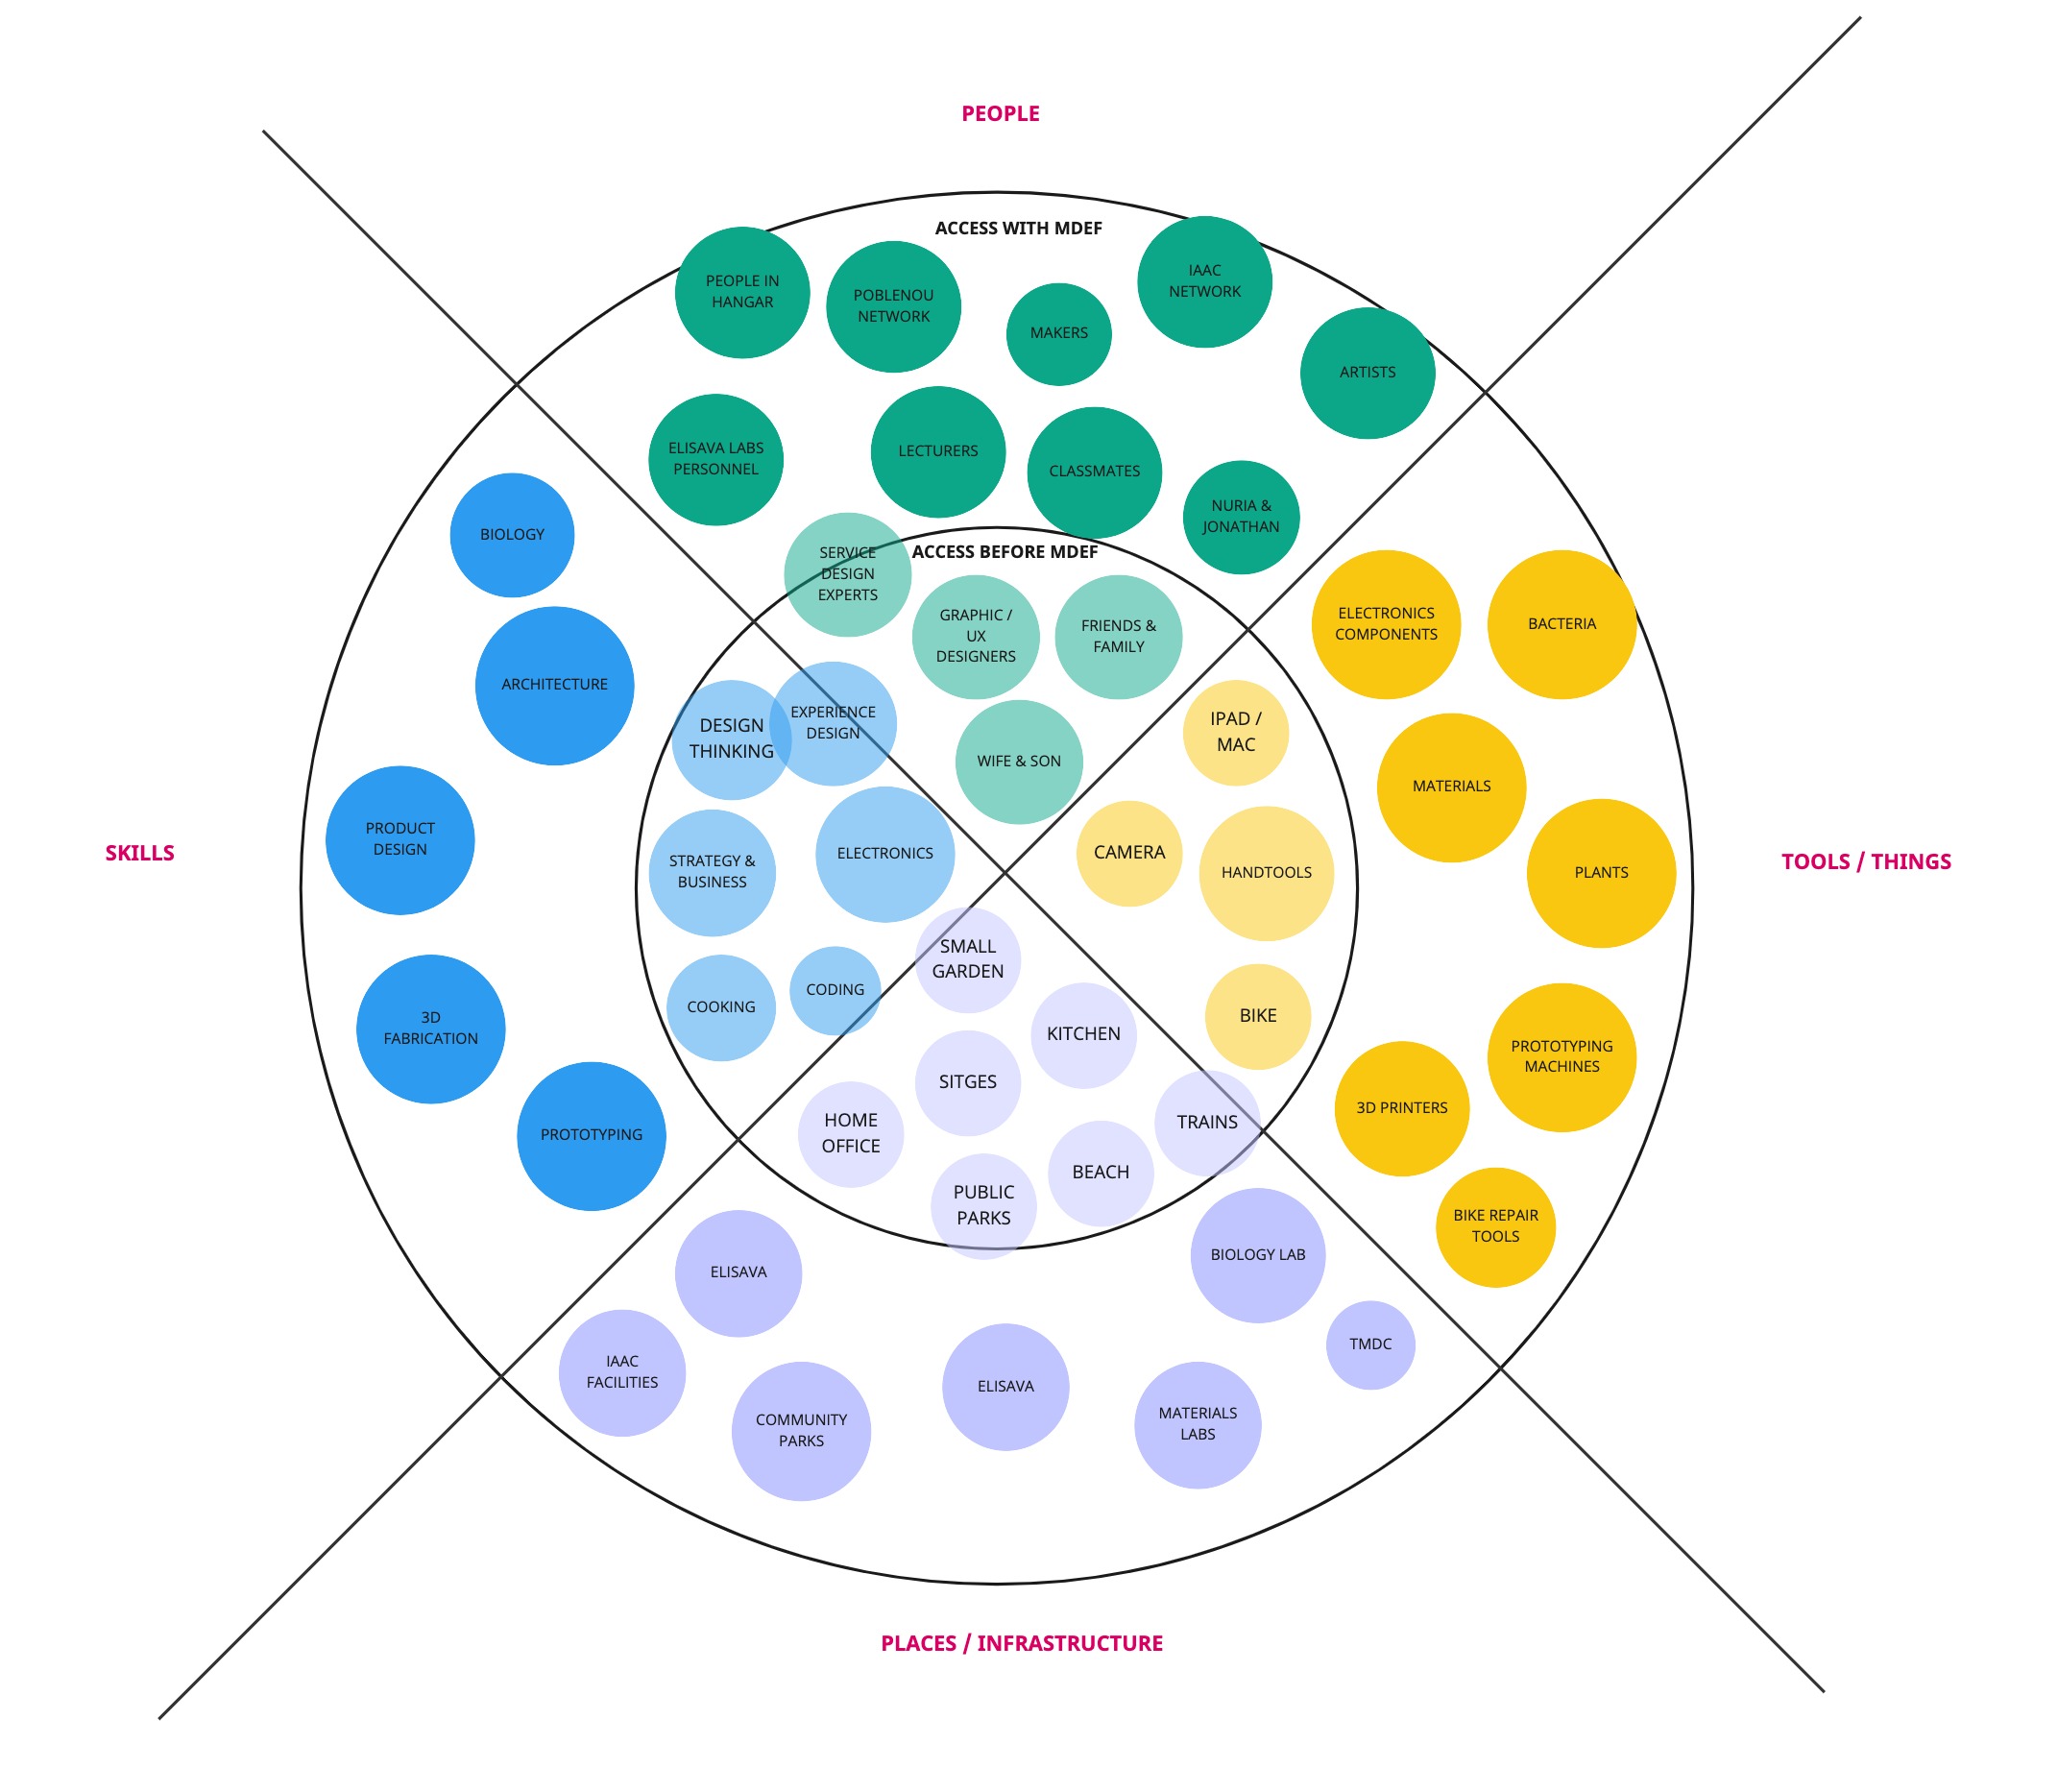 PEOPLE
ACCESS WITH MDEF
PEOPLE IN
HANGAR
POBLENOU
NETWORK
MAKERS
IAAC
NETWORK
ARTISTS
ELISAVA LABS
PERSONNEL
LECTURERS
CLASSMATES
NURIA &
JONATHAN
ACCESS BEFORE MDEF
SERVICE
DESIGN
EXPERTS
GRAPHIC /
UX
DESIGNERS
FRIENDS &
FAMILY
WIFE & SON
SKILLS
BIOLOGY
ARCHITECTURE
PRODUCT
DESIGN
3D
FABRICATION
PROTOTYPING
DESIGN
THINKING
EXPERIENCE
DESIGN
STRATEGY &
BUSINESS
ELECTRONICS
COOKING
CODING
TOOLS / THINGS
IPAD /
MAC
CAMERA
HANDTOOLS
BIKE
ELECTRONICS
COMPONENTS
BACTERIA
MATERIALS
PLANTS
PROTOTYPING
MACHINES
3D PRINTERS
BIKE REPAIR
TOOLS
SMALL
GARDEN
KITCHEN
SITGES
HOME
OFFICE
TRAINS
BEACH
PUBLIC
PARKS
ELISAVA
BIOLOGY LAB
IAAC
FACILITIES
TMDC
COMMUNITY
PARKS
ELISAVA
MATERIALS
LABS
PLACES / INFRASTRUCTURE